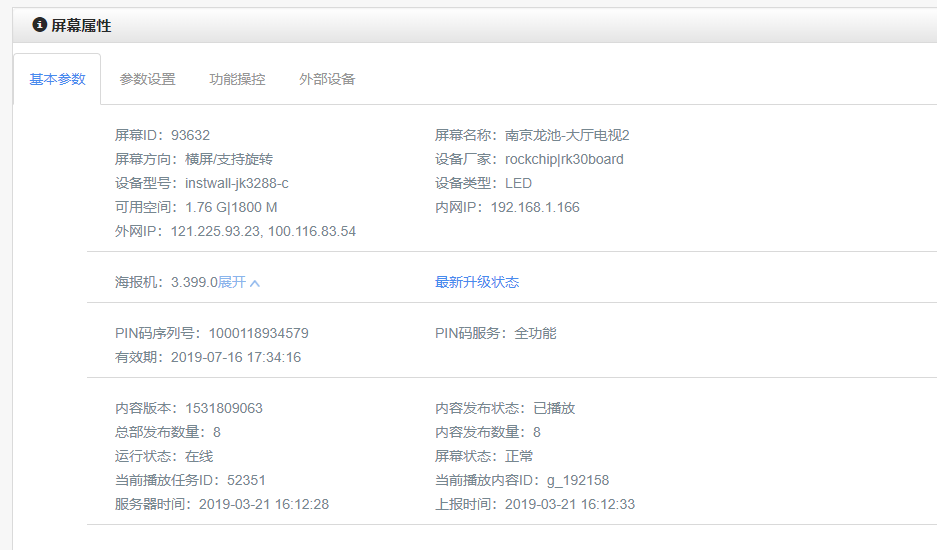 屏幕属性
基本参数 参数设置 功能操控 外部设备
屏幕ID：93632 屏幕名称：南京龙池-大厅电视2
屏幕方向：横屏/支持旋转 设备厂家：rockchip|rk30board
设备型号：instwall-jk3288-c 设备类型：LED
可用空间：1.76 G|1800 M 内网IP：192.168.1.166
外网IP：121.225.93.23, 100.116.83.54
海报机：3.399.0展开 最新升级状态
PIN码序列号：1000118934579 PIN码服务：全功能
有效期：2019-07-16 17:34:16
内容版本：1531809063 内容发布状态：已播放
总部发布数量：8 内容发布数量：8
运行状态：在线 屏幕状态：正常
当前播放任务ID：52351 当前播放内容ID：g_192158
服务器时间：2019-03-21 16:12:28 上报时间：2019-03-21 16:12:33